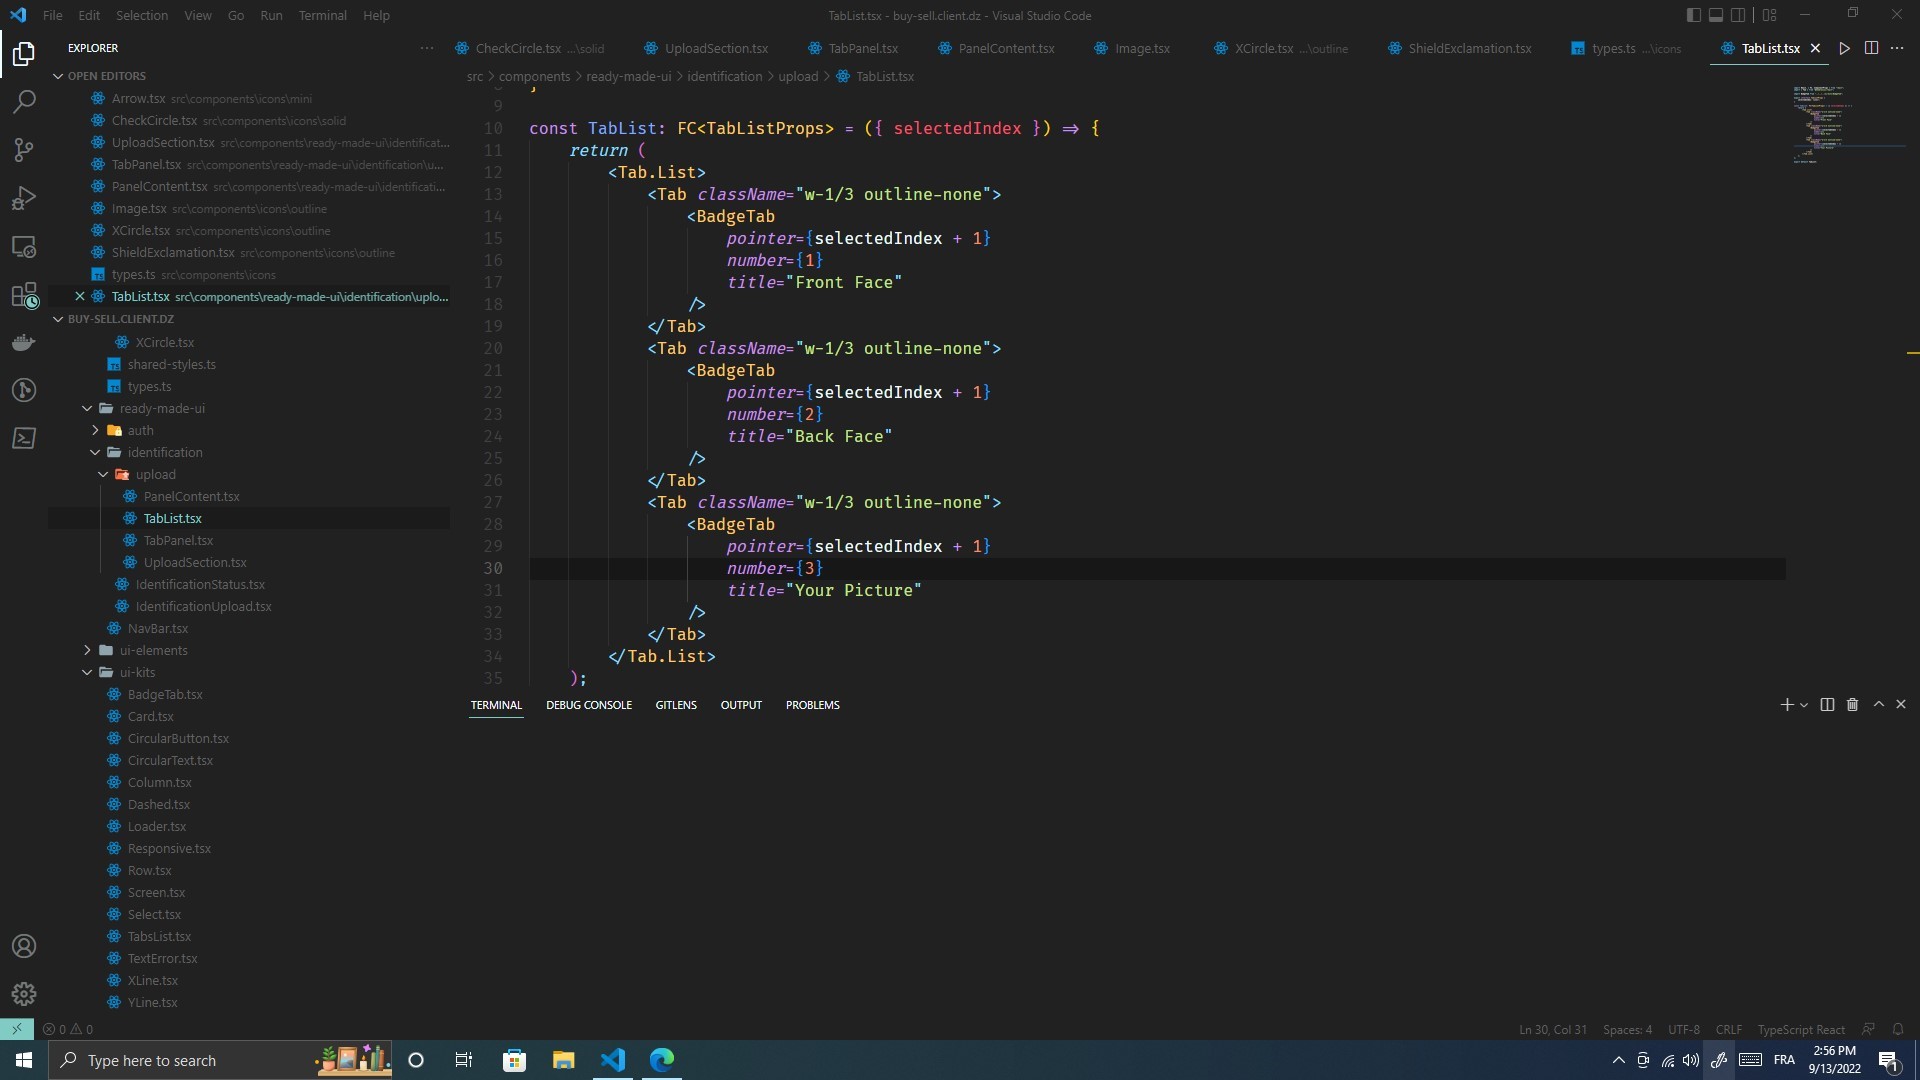 File Edit Selection View Go Run Terminal Help
TabList.tsx - buy-sell.client.dz - Visual Studio Code
EXPLORER
CheckCircle.tsx ...\solid UploadSection.tsx TabPanel.tsx PanelContent.tsx Image.tsx XCircle.tsx ...\outline ShieldExclamation.tsx types.ts ...\icons TabList.tsx
OPEN EDITORS
Arrow.tsx src\components\icons\mini
CheckCircle.tsx src\components\icons\solid
UploadSection.tsx src\components\ready-made-ui\identificat...
TabPanel.tsx src\components\ready-made-ui\identification\u...
PanelContent.tsx src\components\ready-made-ui\identificati...
Image.tsx src\components\icons\outline
XCircle.tsx src\components\icons\outline
ShieldExclamation.tsx src\components\icons\outline
types.ts src\components\icons
TabList.tsx src\components\ready-made-ui\identification\uplo...
BUY-SELL.CLIENT.DZ
XCircle.tsx
shared-styles.ts
types.ts
ready-made-ui
auth
identification
upload
PanelContent.tsx
TabList.tsx
TabPanel.tsx
UploadSection.tsx
IdentificationStatus.tsx
IdentificationUpload.tsx
NavBar.tsx
ui-elements
ui-kits
BadgeTab.tsx
Card.tsx
CircularButton.tsx
CircularText.tsx
Column.tsx
Dashed.tsx
Loader.tsx
Responsive.tsx
Row.tsx
Screen.tsx
Select.tsx
TabsList.tsx
TextError.tsx
XLine.tsx
YLine.tsx
src > components > ready-made-ui > identification > upload > TabList.tsx
8 }
9
10 const TabList: FC<TabListProps> = ({ selectedIndex }) => {
11 return (
12 <Tab.List>
13 <Tab className="w-1/3 outline-none">
14 <BadgeTab
15 pointer={selectedIndex + 1}
16 number={1}
17 title="Front Face"
18 />
19 </Tab>
20 <Tab className="w-1/3 outline-none">
21 <BadgeTab
22 pointer={selectedIndex + 1}
23 number={2}
24 title="Back Face"
25 />
26 </Tab>
27 <Tab className="w-1/3 outline-none">
28 <BadgeTab
29 pointer={selectedIndex + 1}
30 number={3}
31 title="Your Picture"
32 />
33 </Tab>
34 </Tab.List>
35 );
TERMINAL DEBUG CONSOLE GITLENS OUTPUT PROBLEMS
0 0
Ln 30, Col 31 Spaces: 4 UTF-8 CRLF TypeScript React
Type here to search
FRA
2:56 PM
9/13/2022
1